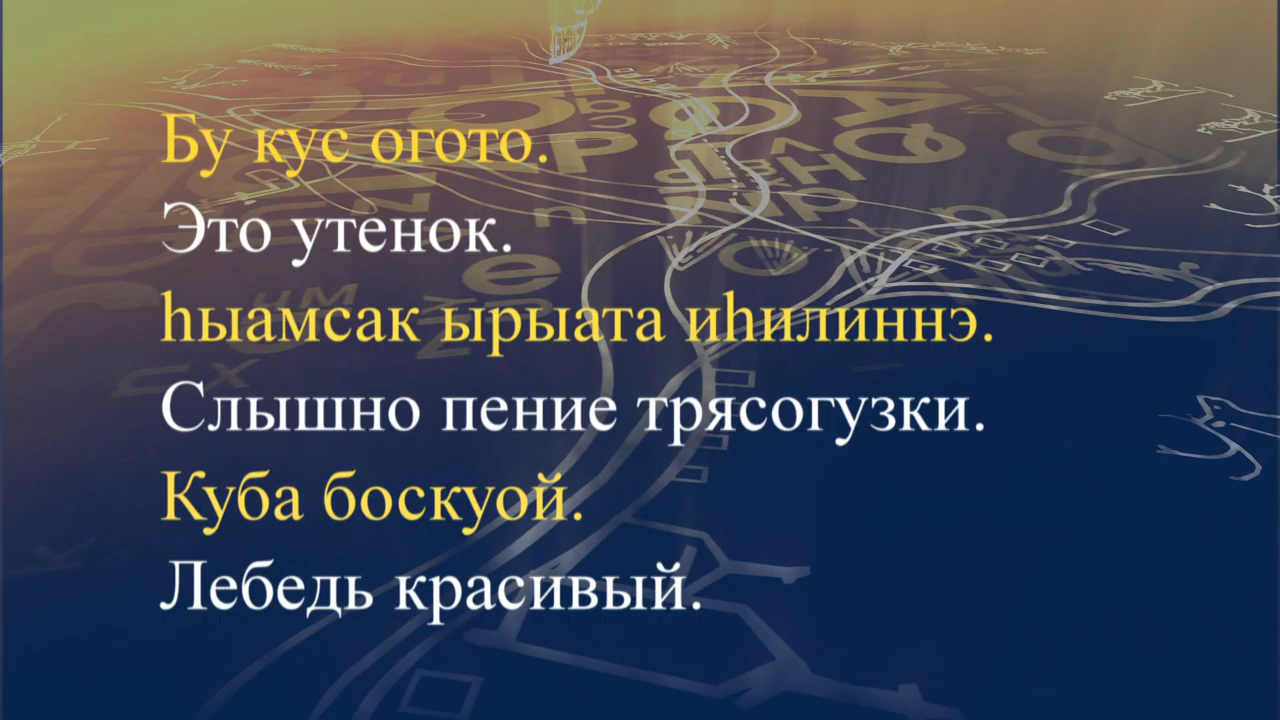 Бу кус огото.
Это утенок.
һыамсак ырыата иһилиннэ.
Слышно пение трясогузки.
Куба боскуой.
Лебедь красивый.